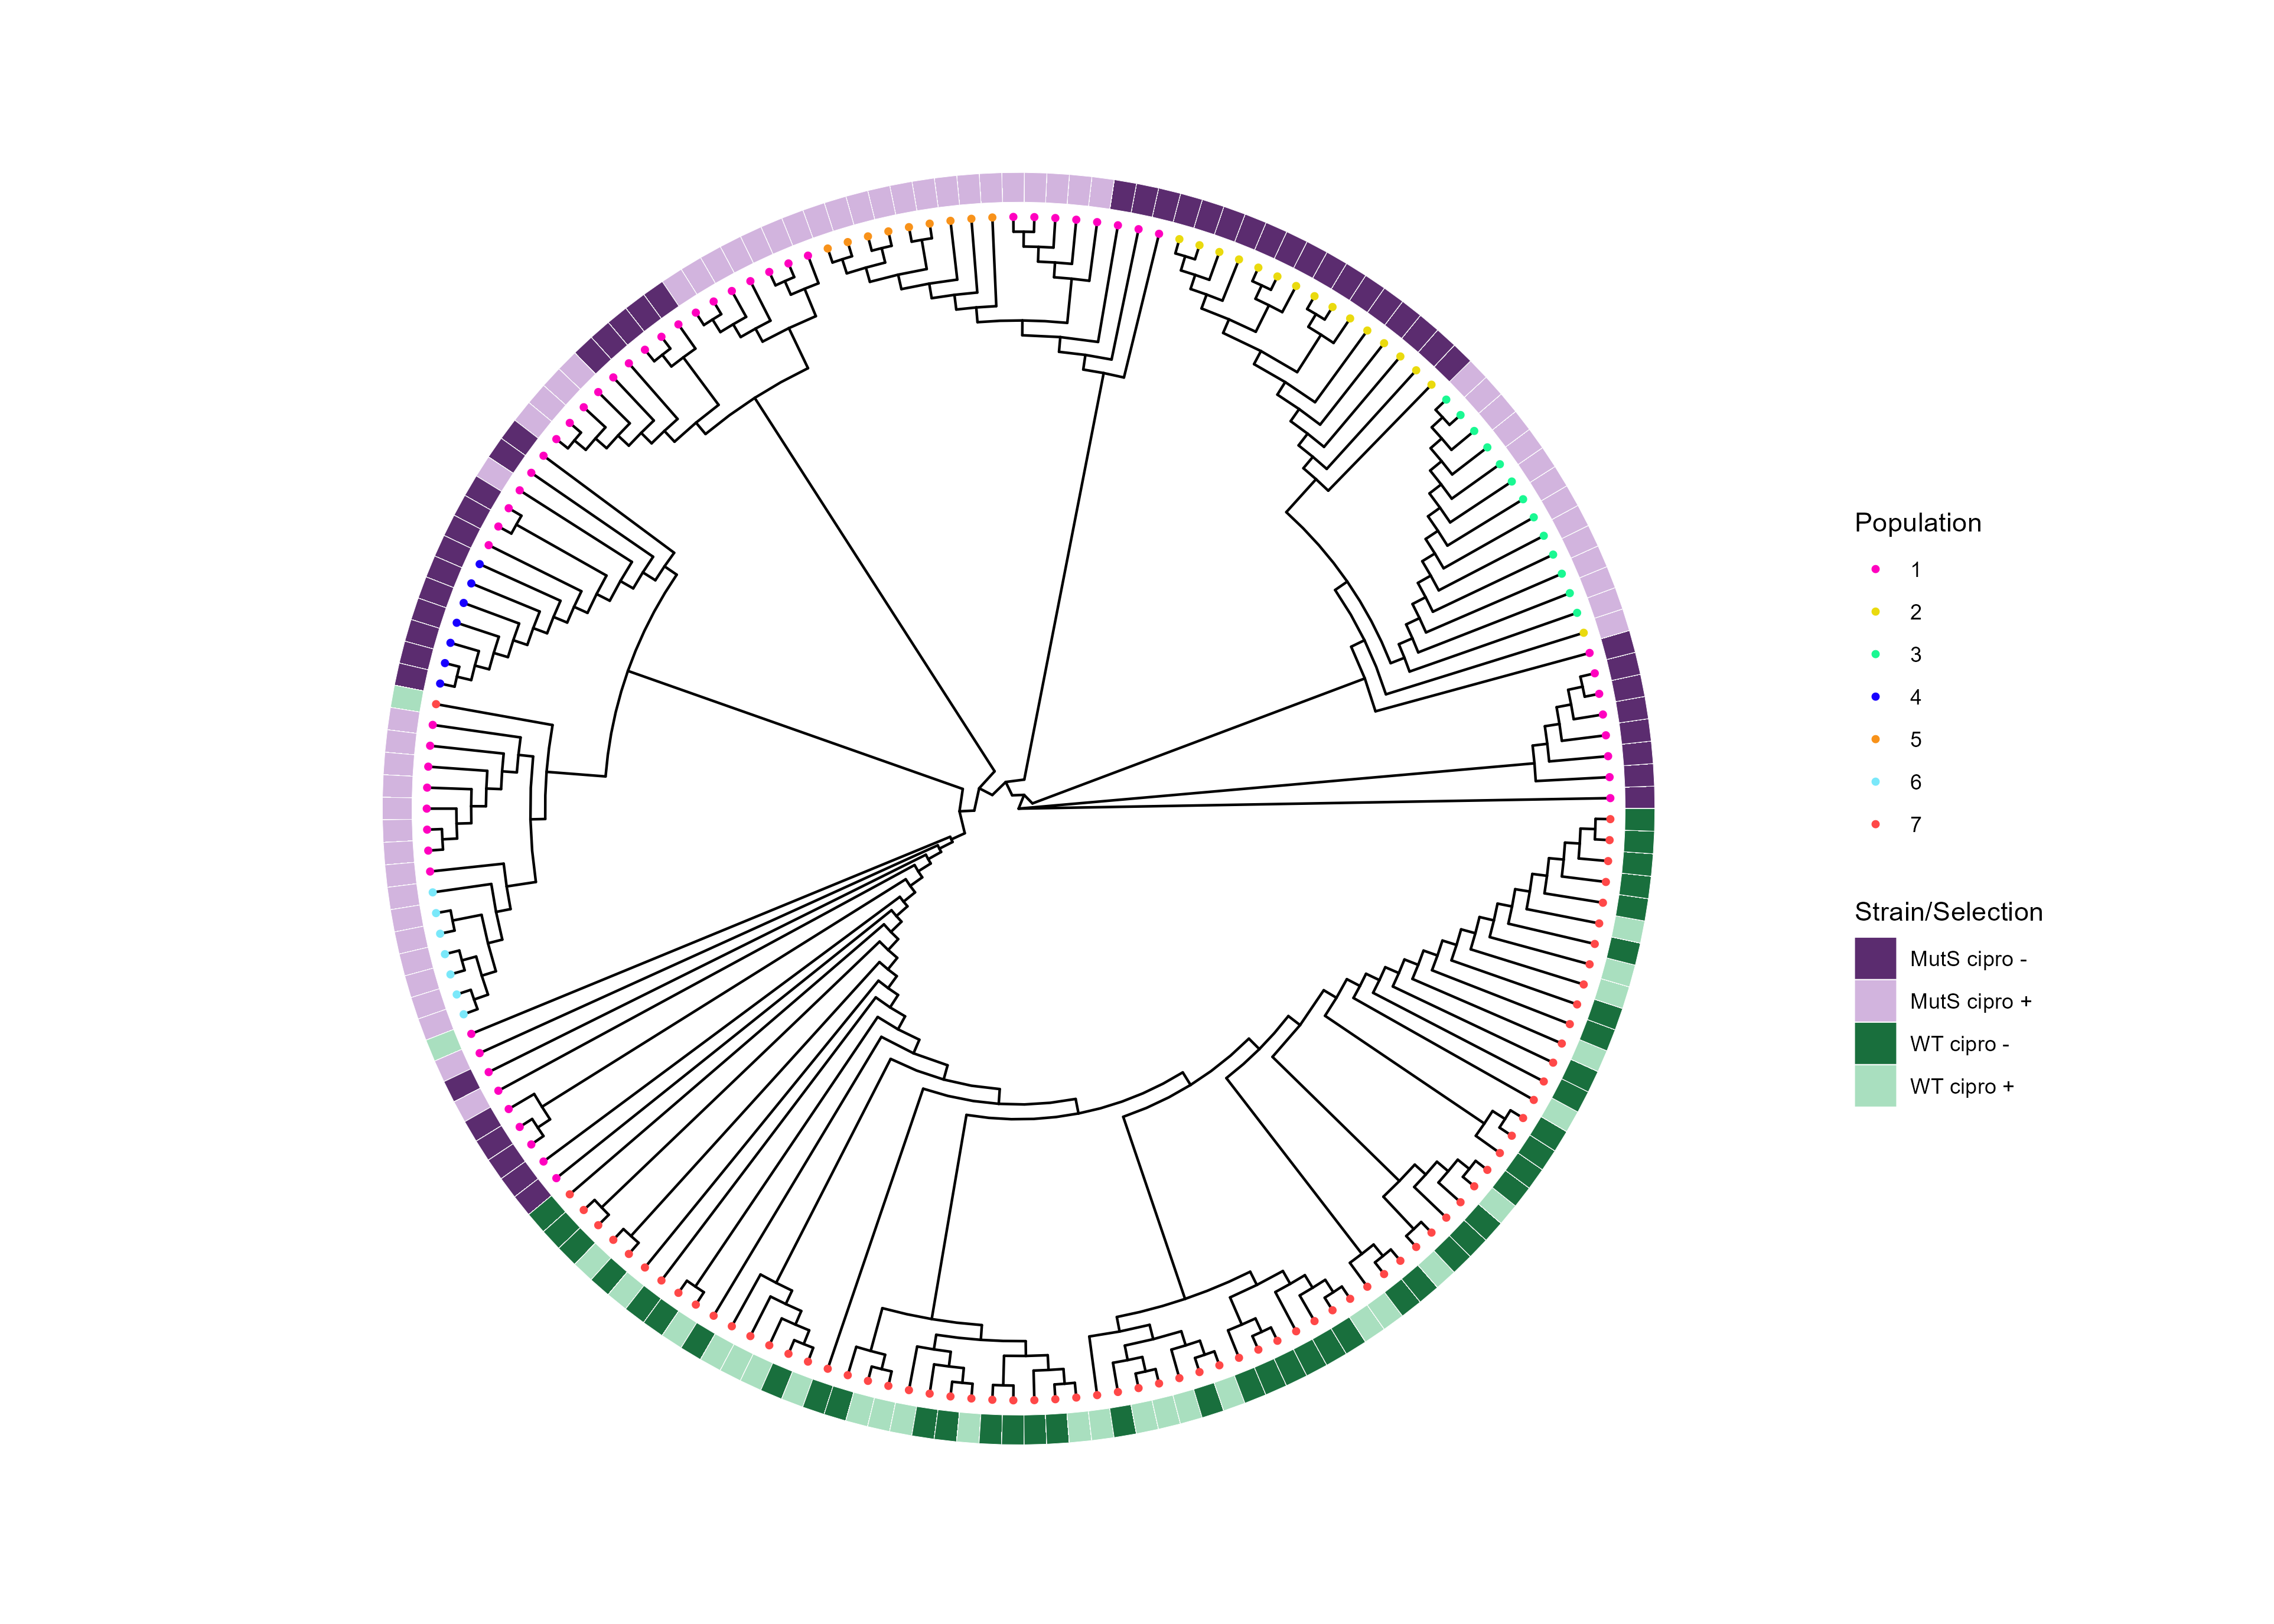 Population
1
2
3
4
5
6
7
Strain/Selection
MutS cipro -
MutS cipro +
WT cipro -
WT cipro +